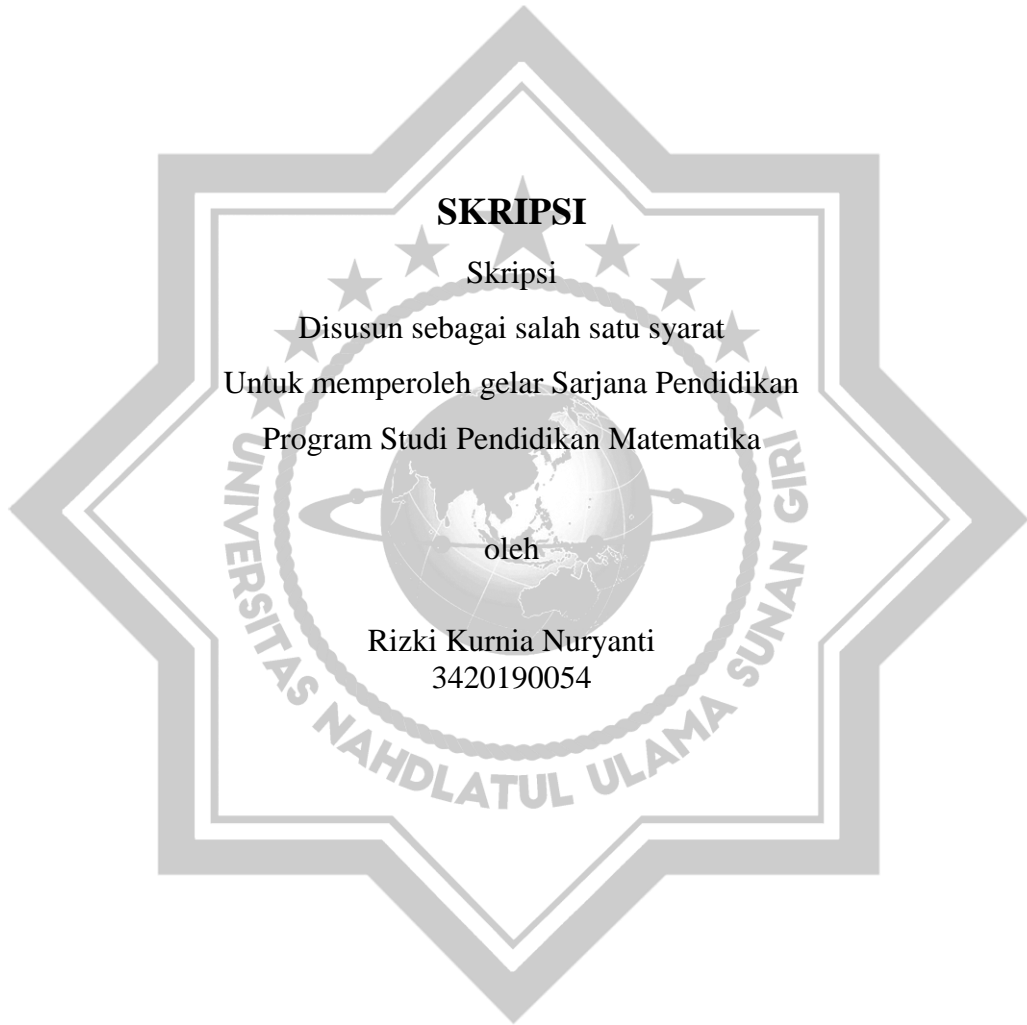 SKRIPSI
Skripsi
Disusun sebagai salah satu syarat
Untuk memperoleh gelar Sarjana Pendidikan
Program Studi Pendidikan Matematika
oleh
Rizki Kurnia Nuryanti
3420190054
UNIVERSITAS NAHDLATUL ULAMA SUNAN GIRI